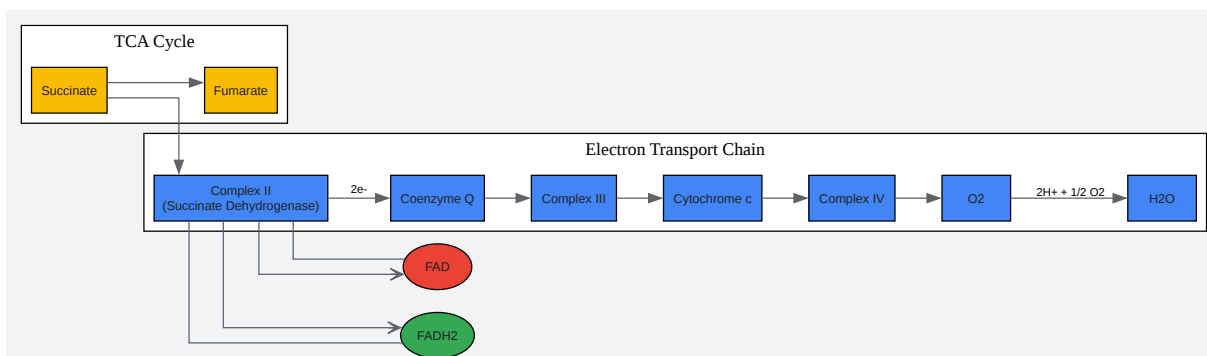 TCA Cycle
Succinate
Fumarate
Electron Transport Chain
Complex II
(Succinate Dehydrogenase)
2e-
Coenzyme Q
Complex III
Cytochrome c
Complex IV
O2
2H+ + 1/2 O2
H2O
FAD
FADH2